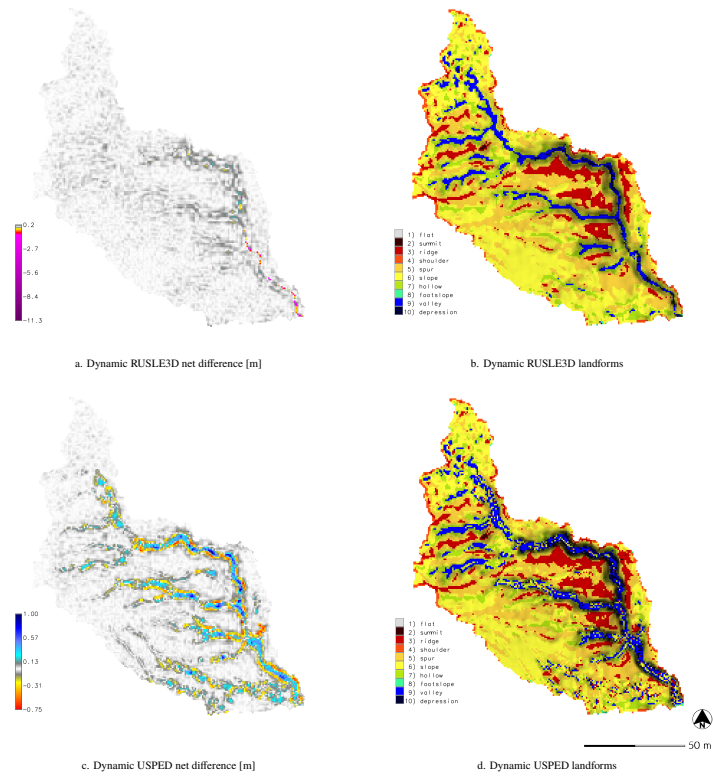 0.2
−2.7
−5.6
−8.4
−11.3
1) flat
2) summit
3) ridge
4) shoulder
5) spur
6) slope
7) hollow
8) footslope
9) valley
10) depression
a. Dynamic RUSLE3D net difference [m]
b. Dynamic RUSLE3D landforms
1.00
0.57
0.13
−0.31
−0.75
1) flat
2) summit
3) ridge
4) shoulder
5) spur
6) slope
7) hollow
8) footslope
9) valley
10) depression
50 m
c. Dynamic USPED net difference [m]
d. Dynamic USPED landforms